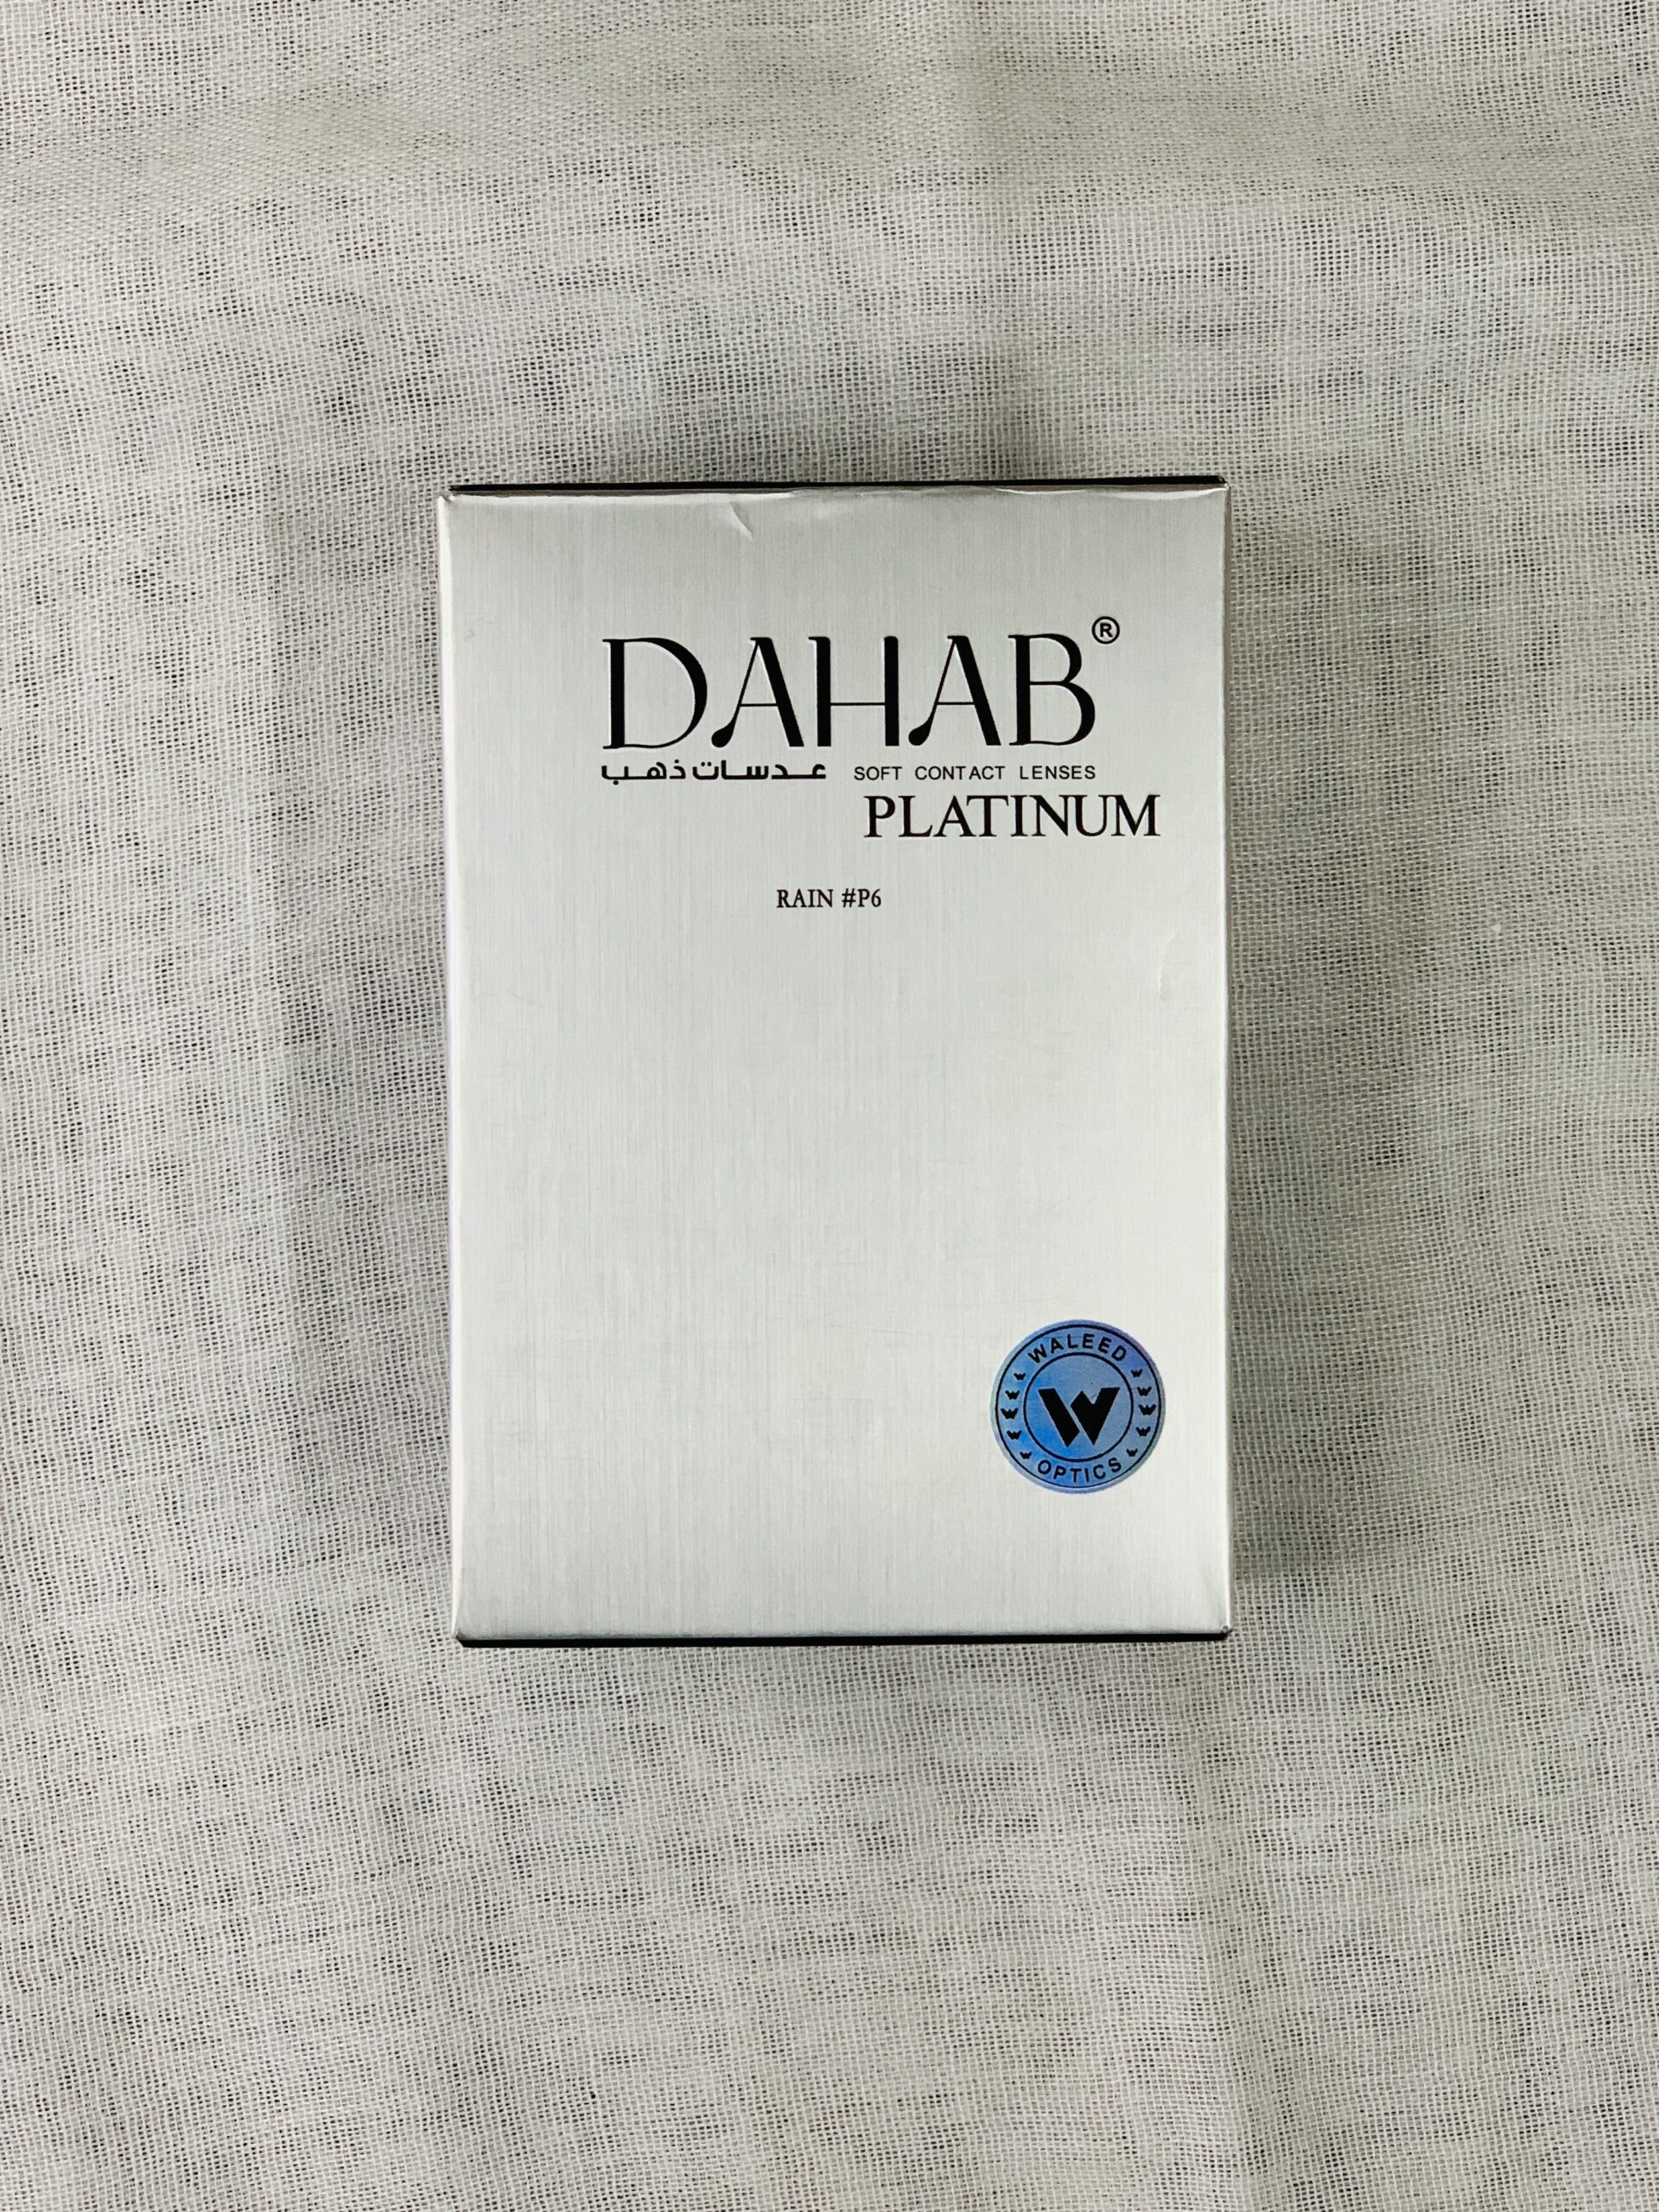 DAHAB®
عدسات ذهب SOFT CONTACT LENSES
PLATINUM
RAIN #P6
WALEED
W
OPTICS